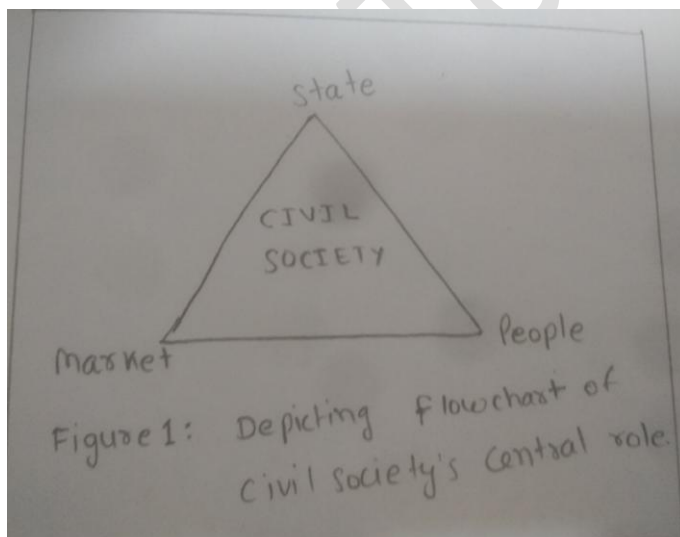 State
CIVIL
SOCIETY
Market
People
Figure 1: Depicting flowchart of
civil society's central role.